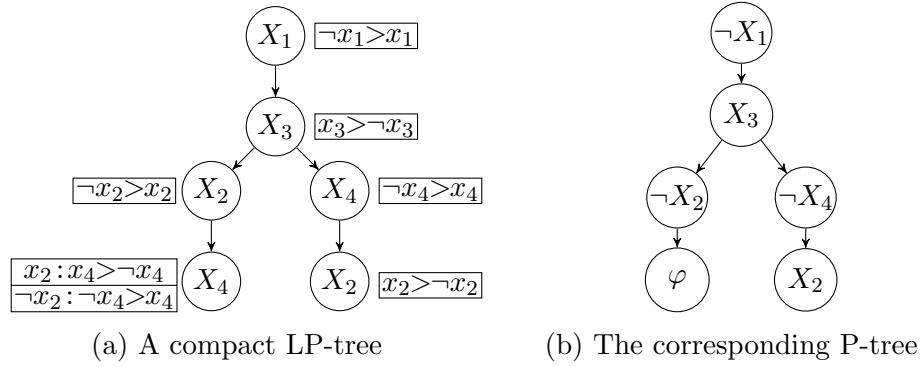 X₁ ¬x₁>x₁ ¬X₁
X₃ x₃>¬x₃ X₃
¬x₂>x₂ X₂ X₄ ¬x₄>x₄ ¬X₂ ¬X₄
x₂:x₄>¬x₄
¬x₂:¬x₄>x₄
X₄ X₂ x₂>¬x₂ φ X₂
(a) A compact LP-tree (b) The corresponding P-tree